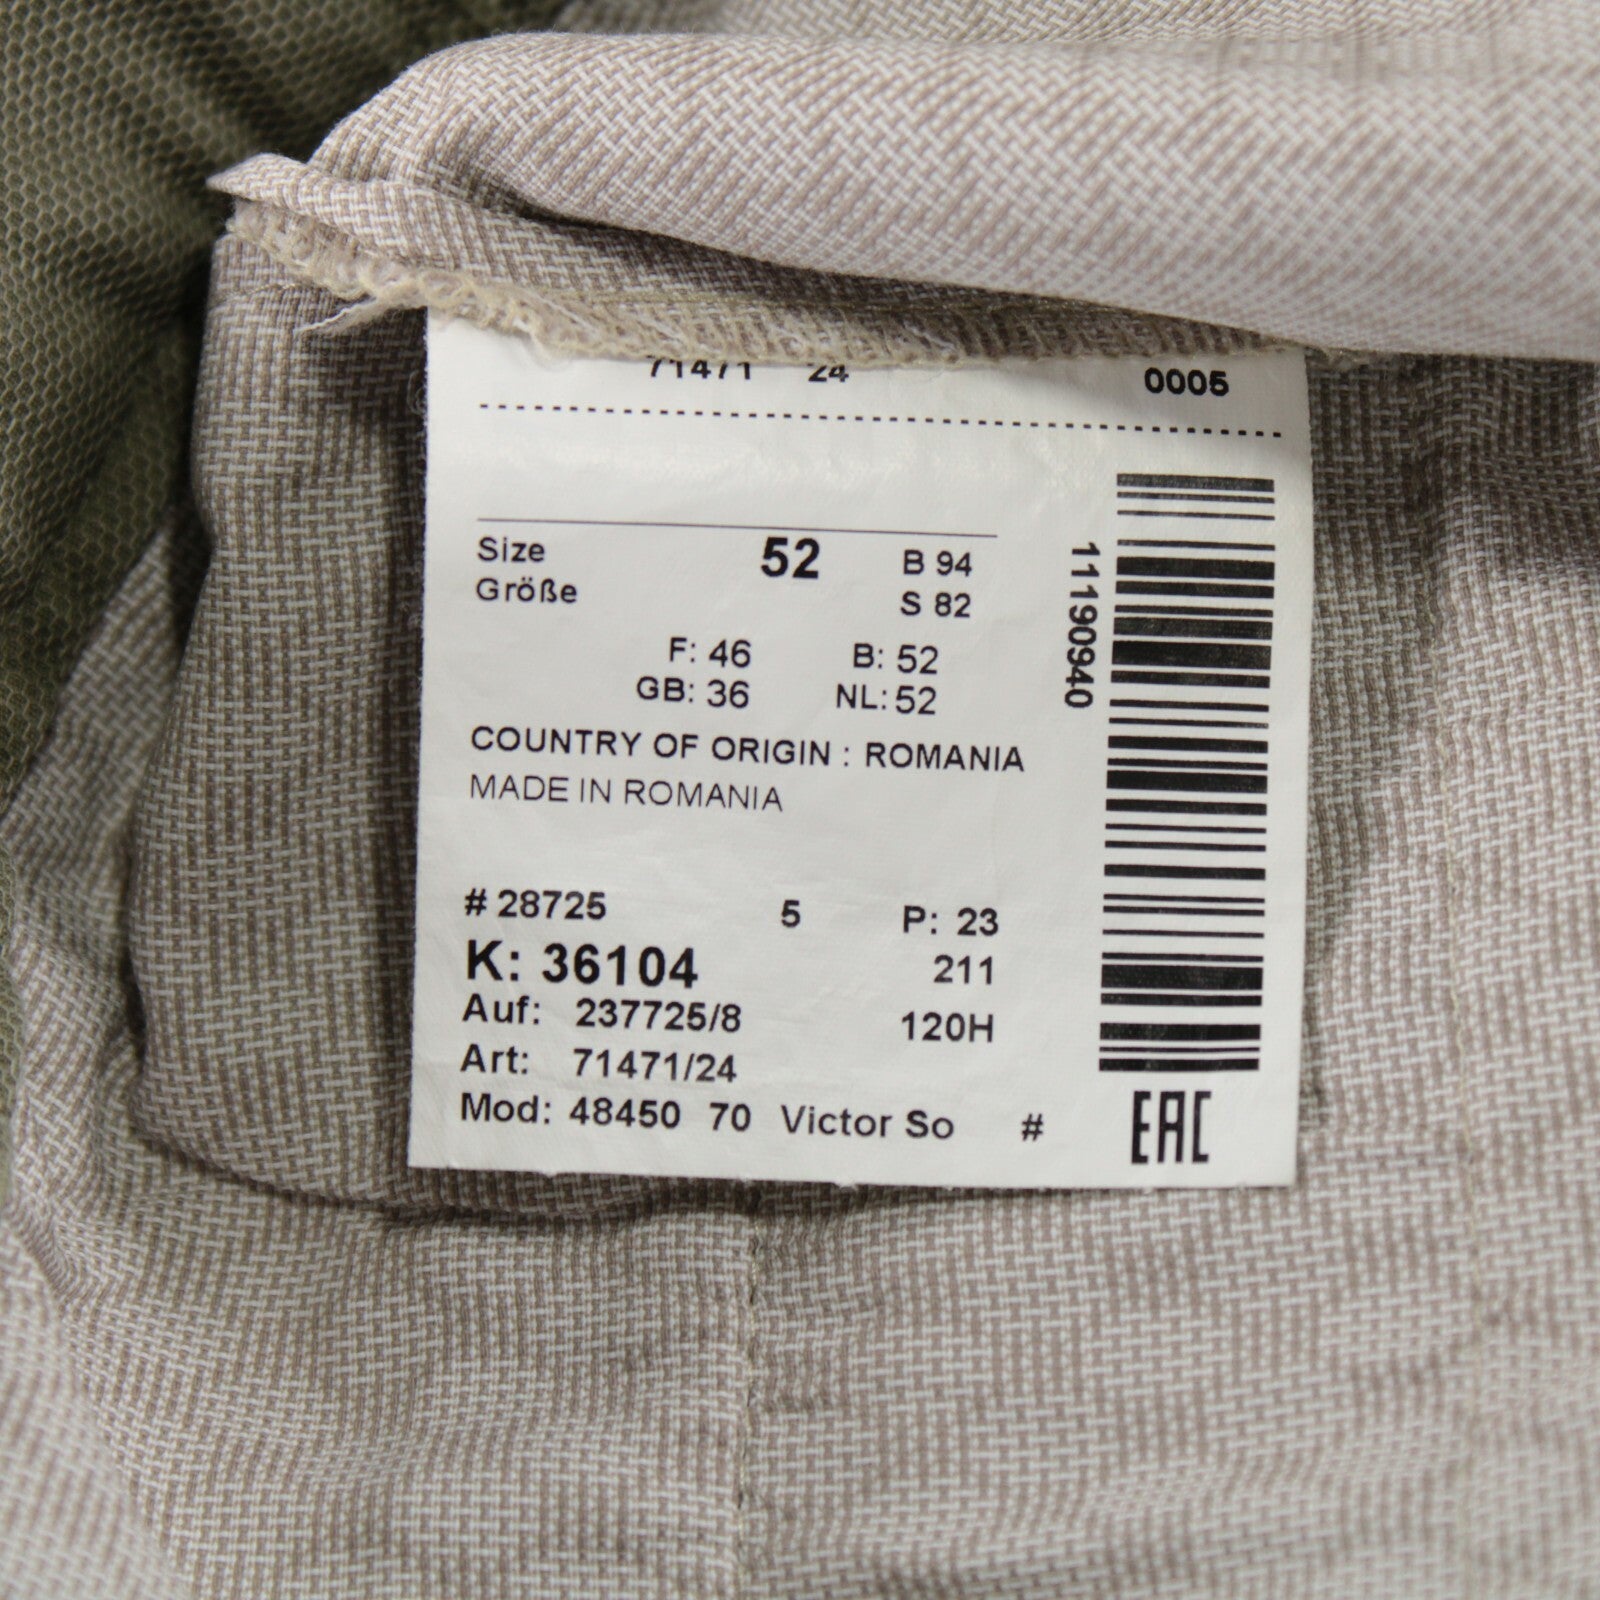 71471 24 0005
Size 52 B 94
Größe S 82
F: 46 B: 52
GB: 36 NL: 52
COUNTRY OF ORIGIN : ROMANIA
MADE IN ROMANIA
# 28725 5 P: 23
K: 36104 211
Auf: 237725/8 120H
Art: 71471/24
Mod: 48450 70 Victor So #
11190940
EAC